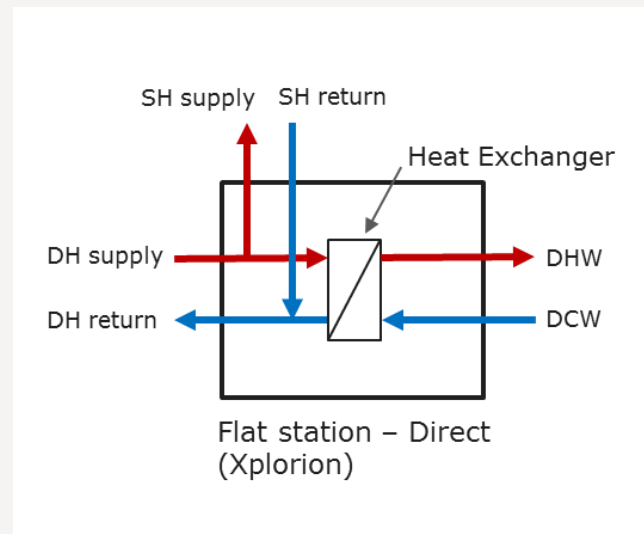 SH supply SH return
Heat Exchanger
DH supply
DHW
DH return
DCW
Flat station – Direct
(Xplorion)